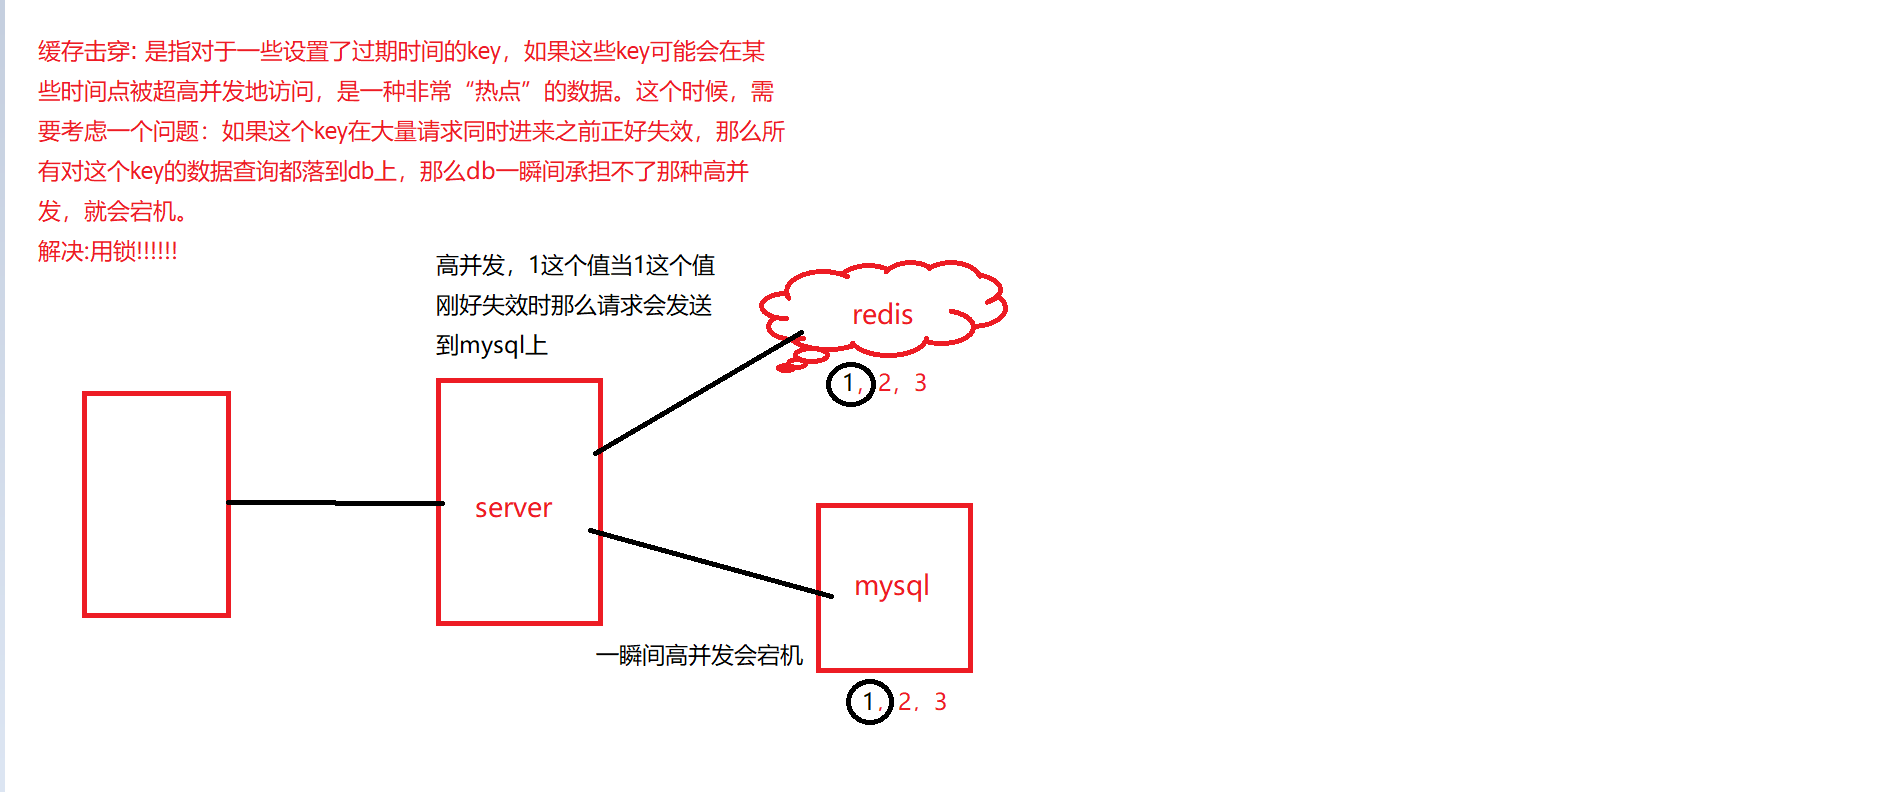 缓存击穿: 是指对于一些设置了过期时间的key，如果这些key可能会在某
些时间点被超高并发地访问，是一种非常“热点”的数据。这个时候，需
要考虑一个问题：如果这个key在大量请求同时进来之前正好失效，那么所
有对这个key的数据查询都落到db上，那么db一瞬间承担不了那种高并
发，就会宕机。
解决:用锁!!!!!!
高并发，1这个值当1这个值
刚好失效时那么请求会发送
到mysql上
redis
1，2，3
server
mysql
一瞬间高并发会宕机
1，2，3